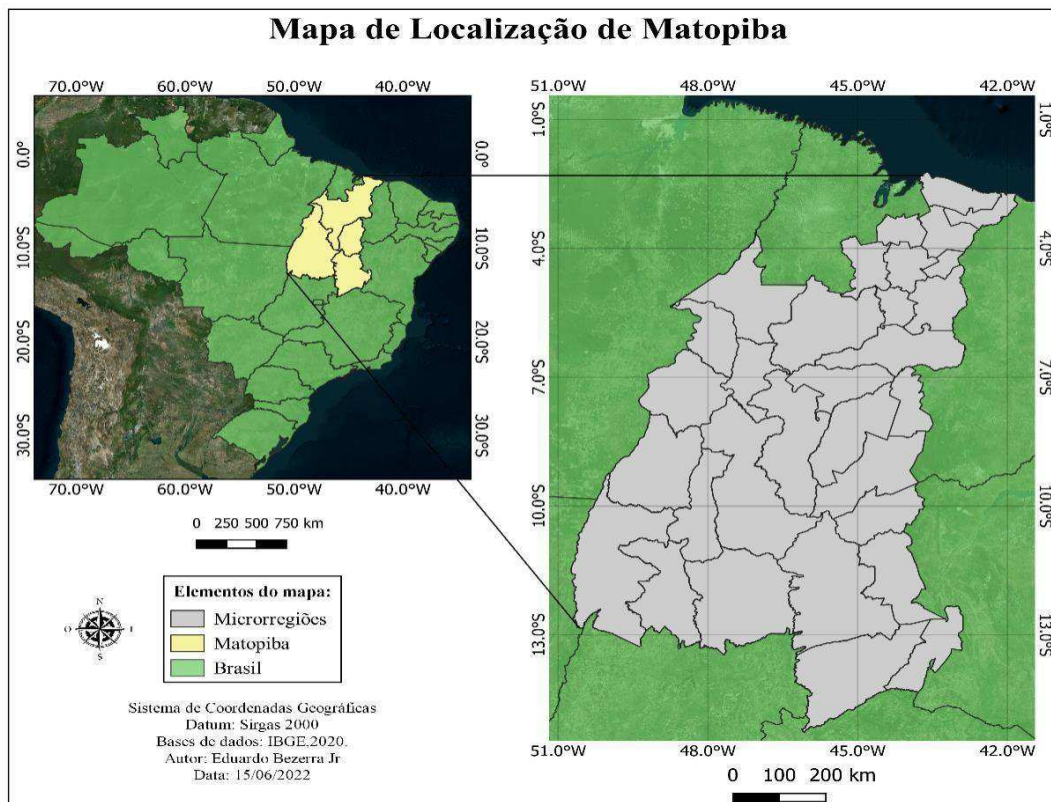 Mapa de Localização de Matopiba
70.0°W 60.0°W 50.0°W 40.0°W
0.0°
10.0°S
20.0°S
30.0°S
0.0°
10.0°S
20.0°S
30.0°S
70.0°W 60.0°W 50.0°W 40.0°W
0 250 500 750 km
N
O
S
Elementos do mapa:
Microrregiões
Matopiba
Brasil
Sistema de Coordenadas Geográficas
Datum: Sirgas 2000
Bases de dados: IBGE,2020.
Autor: Eduardo Bezerra Jr
Data: 15/06/2022
51.0°W 48.0°W 45.0°W 42.0°W
1.0°S
4.0°S
7.0°S
10.0°S
13.0°S
1.0°S
4.0°S
7.0°S
10.0°S
13.0°S
51.0°W 48.0°W 45.0°W 42.0°W
0 100 200 km